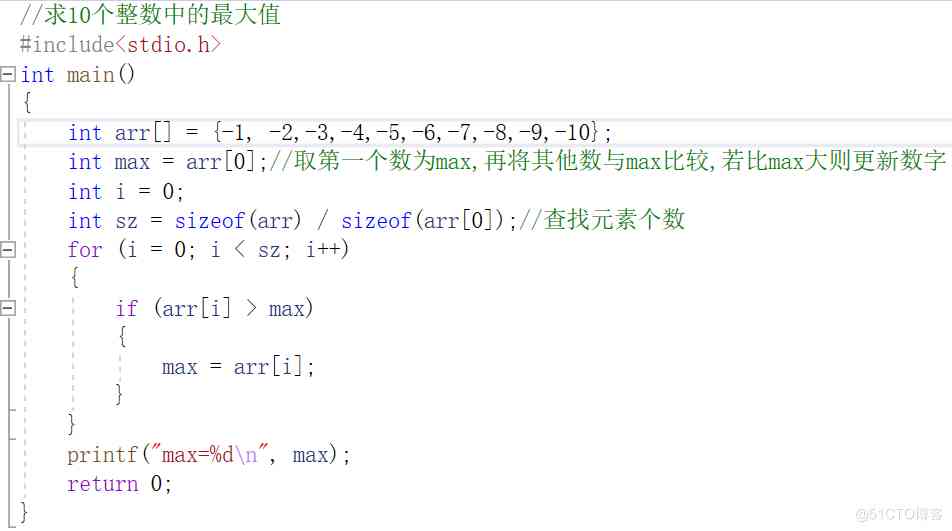 //求10个整数中的最大值
#include<stdio.h>
int main()
{
    int arr[] = {-1, -2,-3,-4,-5,-6,-7,-8,-9,-10};
    int max = arr[0];//取第一个数为max,再将其他数与max比较,若比max大则更新数字
    int i = 0;
    int sz = sizeof(arr) / sizeof(arr[0]);//查找元素个数
    for (i = 0; i < sz; i++)
    {
        if (arr[i] > max)
        {
            max = arr[i];
        }
    }
    printf("max=%d\n", max);
    return 0;
}
@51CTO博客